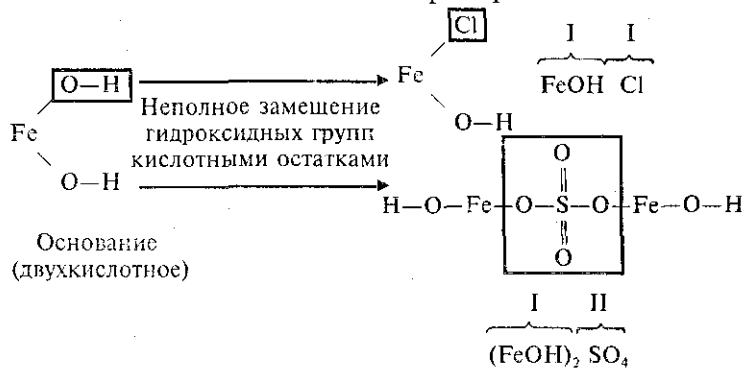 Cl
I I
O—H
Fe
FeOH Cl
Неполное замещение
гидроксидных групп
кислотными остатками
Fe
O—H
O
O—H
H—O—Fe—O—S—O—Fe—O—H
O
Основание
(двухкислотное)
I II
(FeOH)₂ SO₄